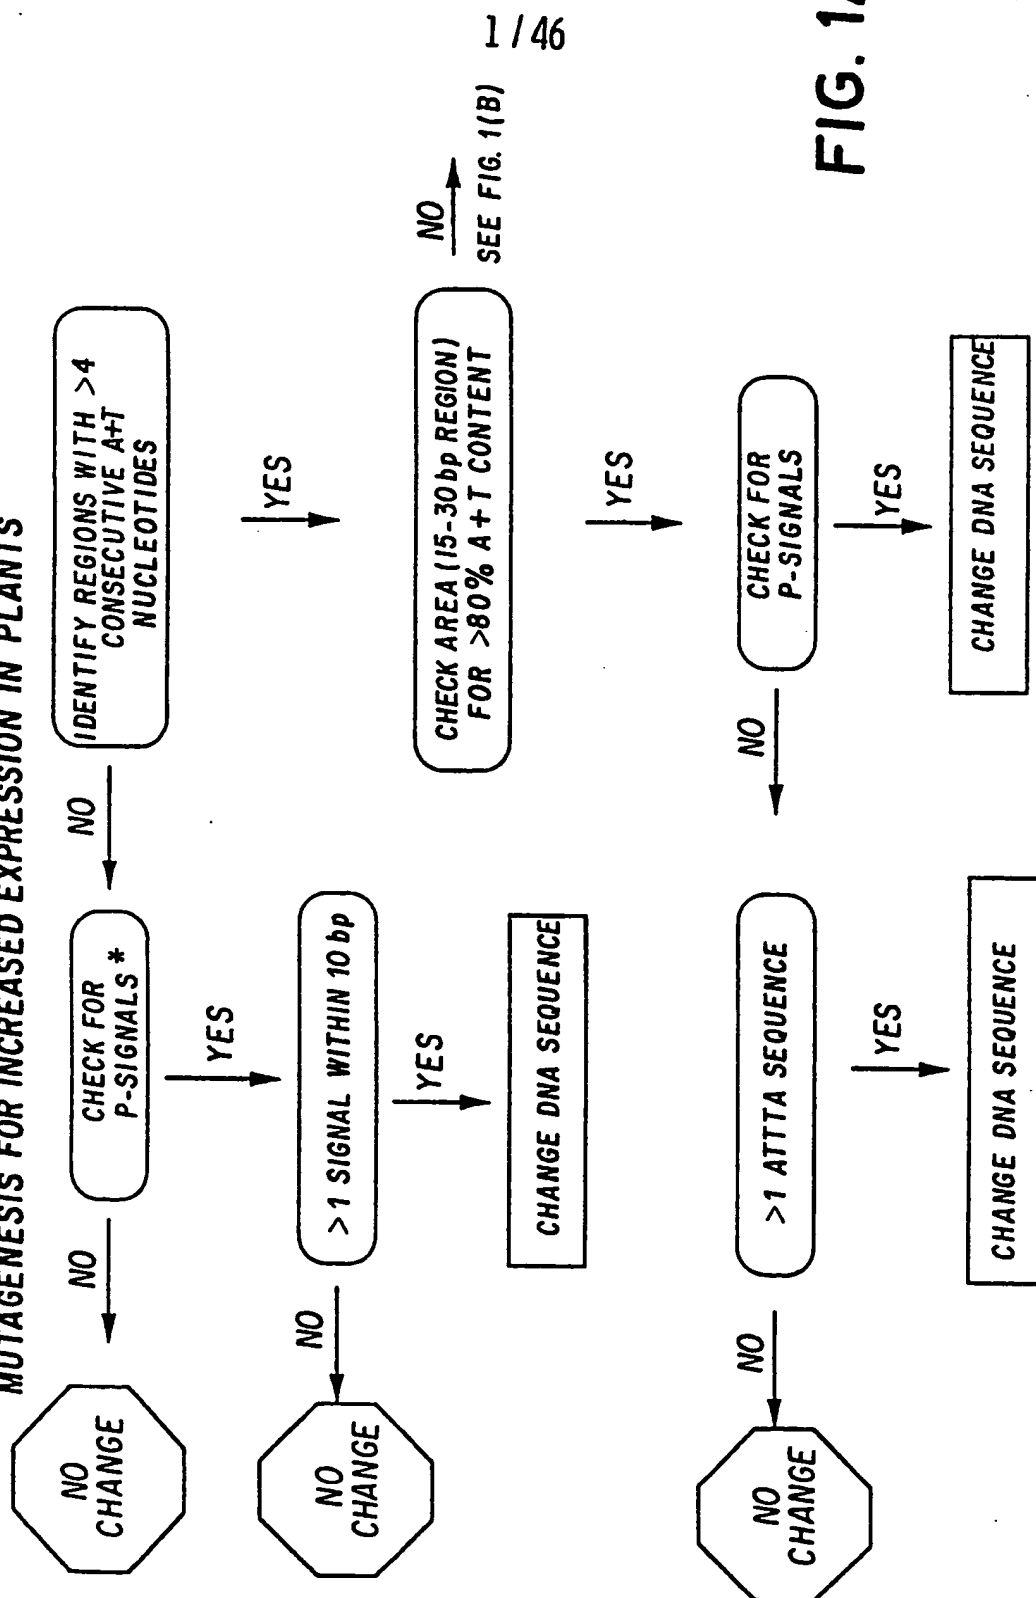 1 / 46
MUTAGENESIS FOR INCREASED EXPRESSION IN PLANTS
IDENTIFY REGIONS WITH >4
CONSECUTIVE A+T
NUCLEOTIDES
NO
CHECK FOR
P-SIGNALS *
NO
NO
CHANGE
YES
YES
>1 SIGNAL WITHIN 10 bp
NO
NO
CHANGE
YES
CHANGE DNA SEQUENCE
CHECK AREA (15-30 bp REGION)
FOR >80% A + T CONTENT
NO
SEE FIG. 1(B)
YES
CHECK FOR
P-SIGNALS
YES
CHANGE DNA SEQUENCE
NO
>1 ATTTA SEQUENCE
NO
NO
CHANGE
YES
CHANGE DNA SEQUENCE
FIG.